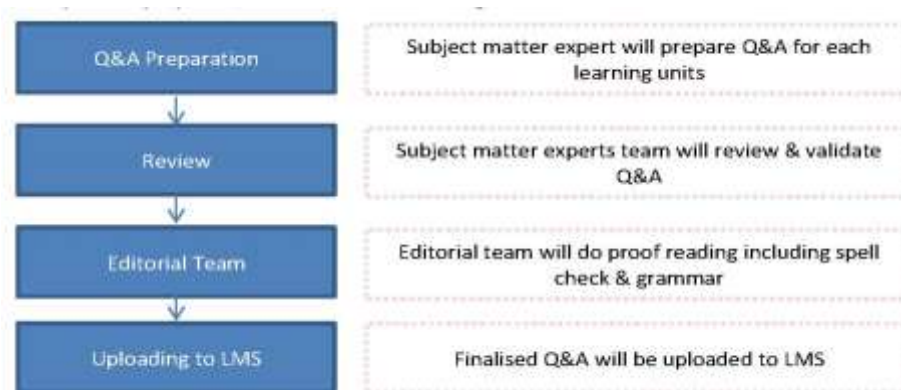 Q&A Preparation
Subject matter expert will prepare Q&A for each
learning units
Review
Subject matter experts team will review & validate
Q&A
Editorial Team
Editorial team will do proof reading including spell
check & grammar
Uploading to LMS
Finalised Q&A will be uploaded to LMS